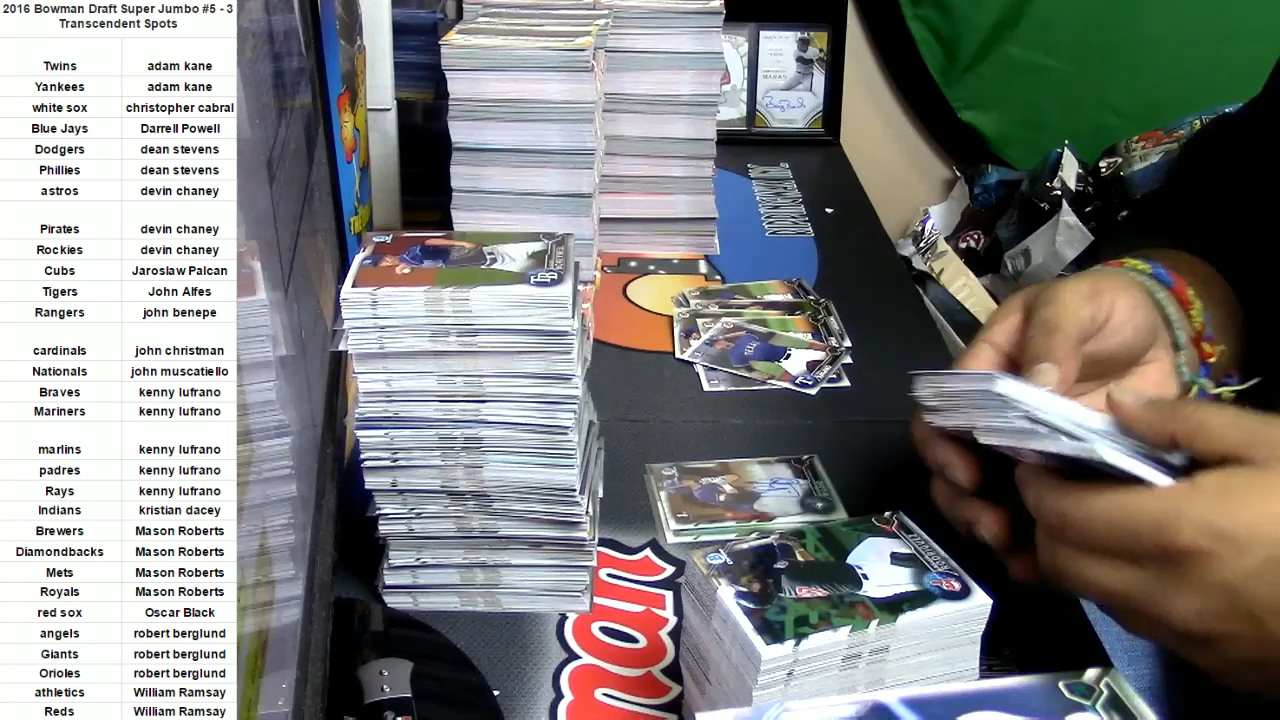 2016 Bowman Draft Super Jumbo #5 - 3
Transcendent Spots
Twins adam kane
Yankees adam kane
white sox christopher cabral
Blue Jays Darrell Powell
Dodgers dean stevens
Phillies dean stevens
astros devin chaney
Pirates devin chaney
Rockies devin chaney
Cubs Jaroslaw Palcan
Tigers John Alfes
Rangers john benepe
cardinals john christman
Nationals john muscatiello
Braves kenny lufrano
Mariners kenny lufrano
marlins kenny lufrano
padres kenny lufrano
Rays kenny lufrano
Indians kristian dacey
Brewers Mason Roberts
Diamondbacks Mason Roberts
Mets Mason Roberts
Royals Mason Roberts
red sox Oscar Black
angels robert berglund
Giants robert berglund
Orioles robert berglund
athletics William Ramsay
Reds William Ramsay
TEXAS